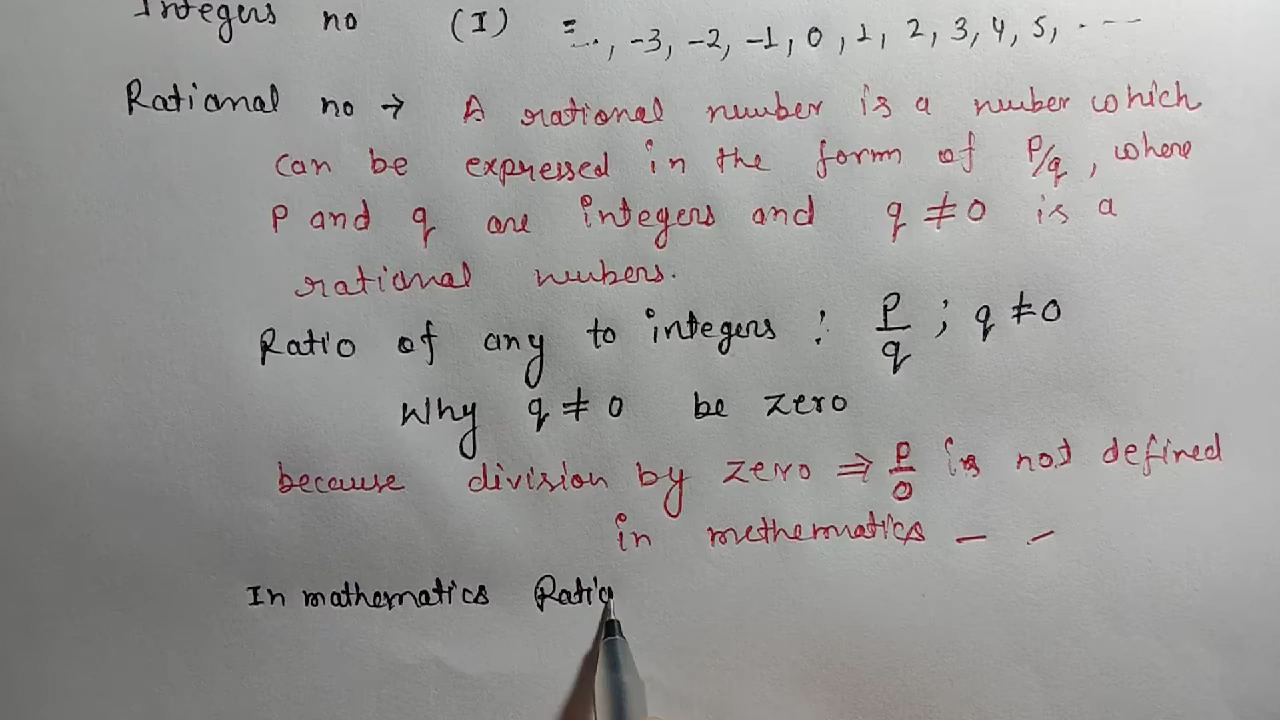 Integers no (I) = ..., -3, -2, -1, 0, 1, 2, 3, 4, 5, ----
Rational no → A rational number is a number which
can be expressed in the form of P/q, where
P and q are integers and q ≠ 0 is a
rational numbers.
Ratio of any to integers : P/q ; q ≠ 0
Why q ≠ 0 be zero
because division by zero ⇒ P/0 is not defined
in methematics – –
In mathematics Ratio